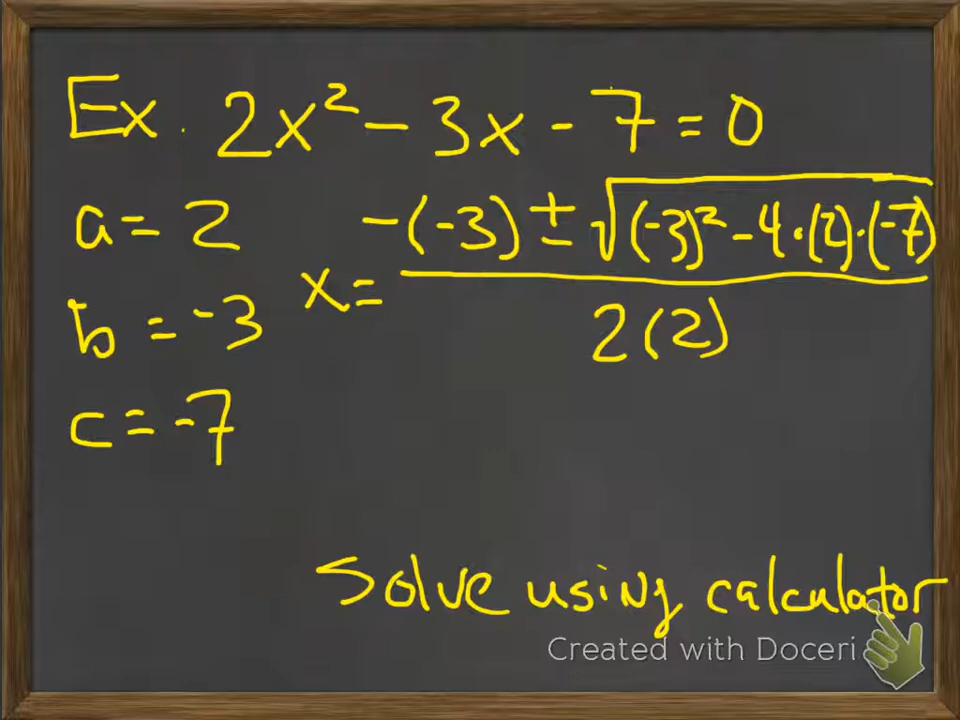 Ex. 2x² - 3x - 7 = 0
a = 2
b = -3
c = -7
x = (-(-3) ± √((-3)² - 4·(2)·(-7))) / 2(2)
Solve using calculator
Created with Doceri